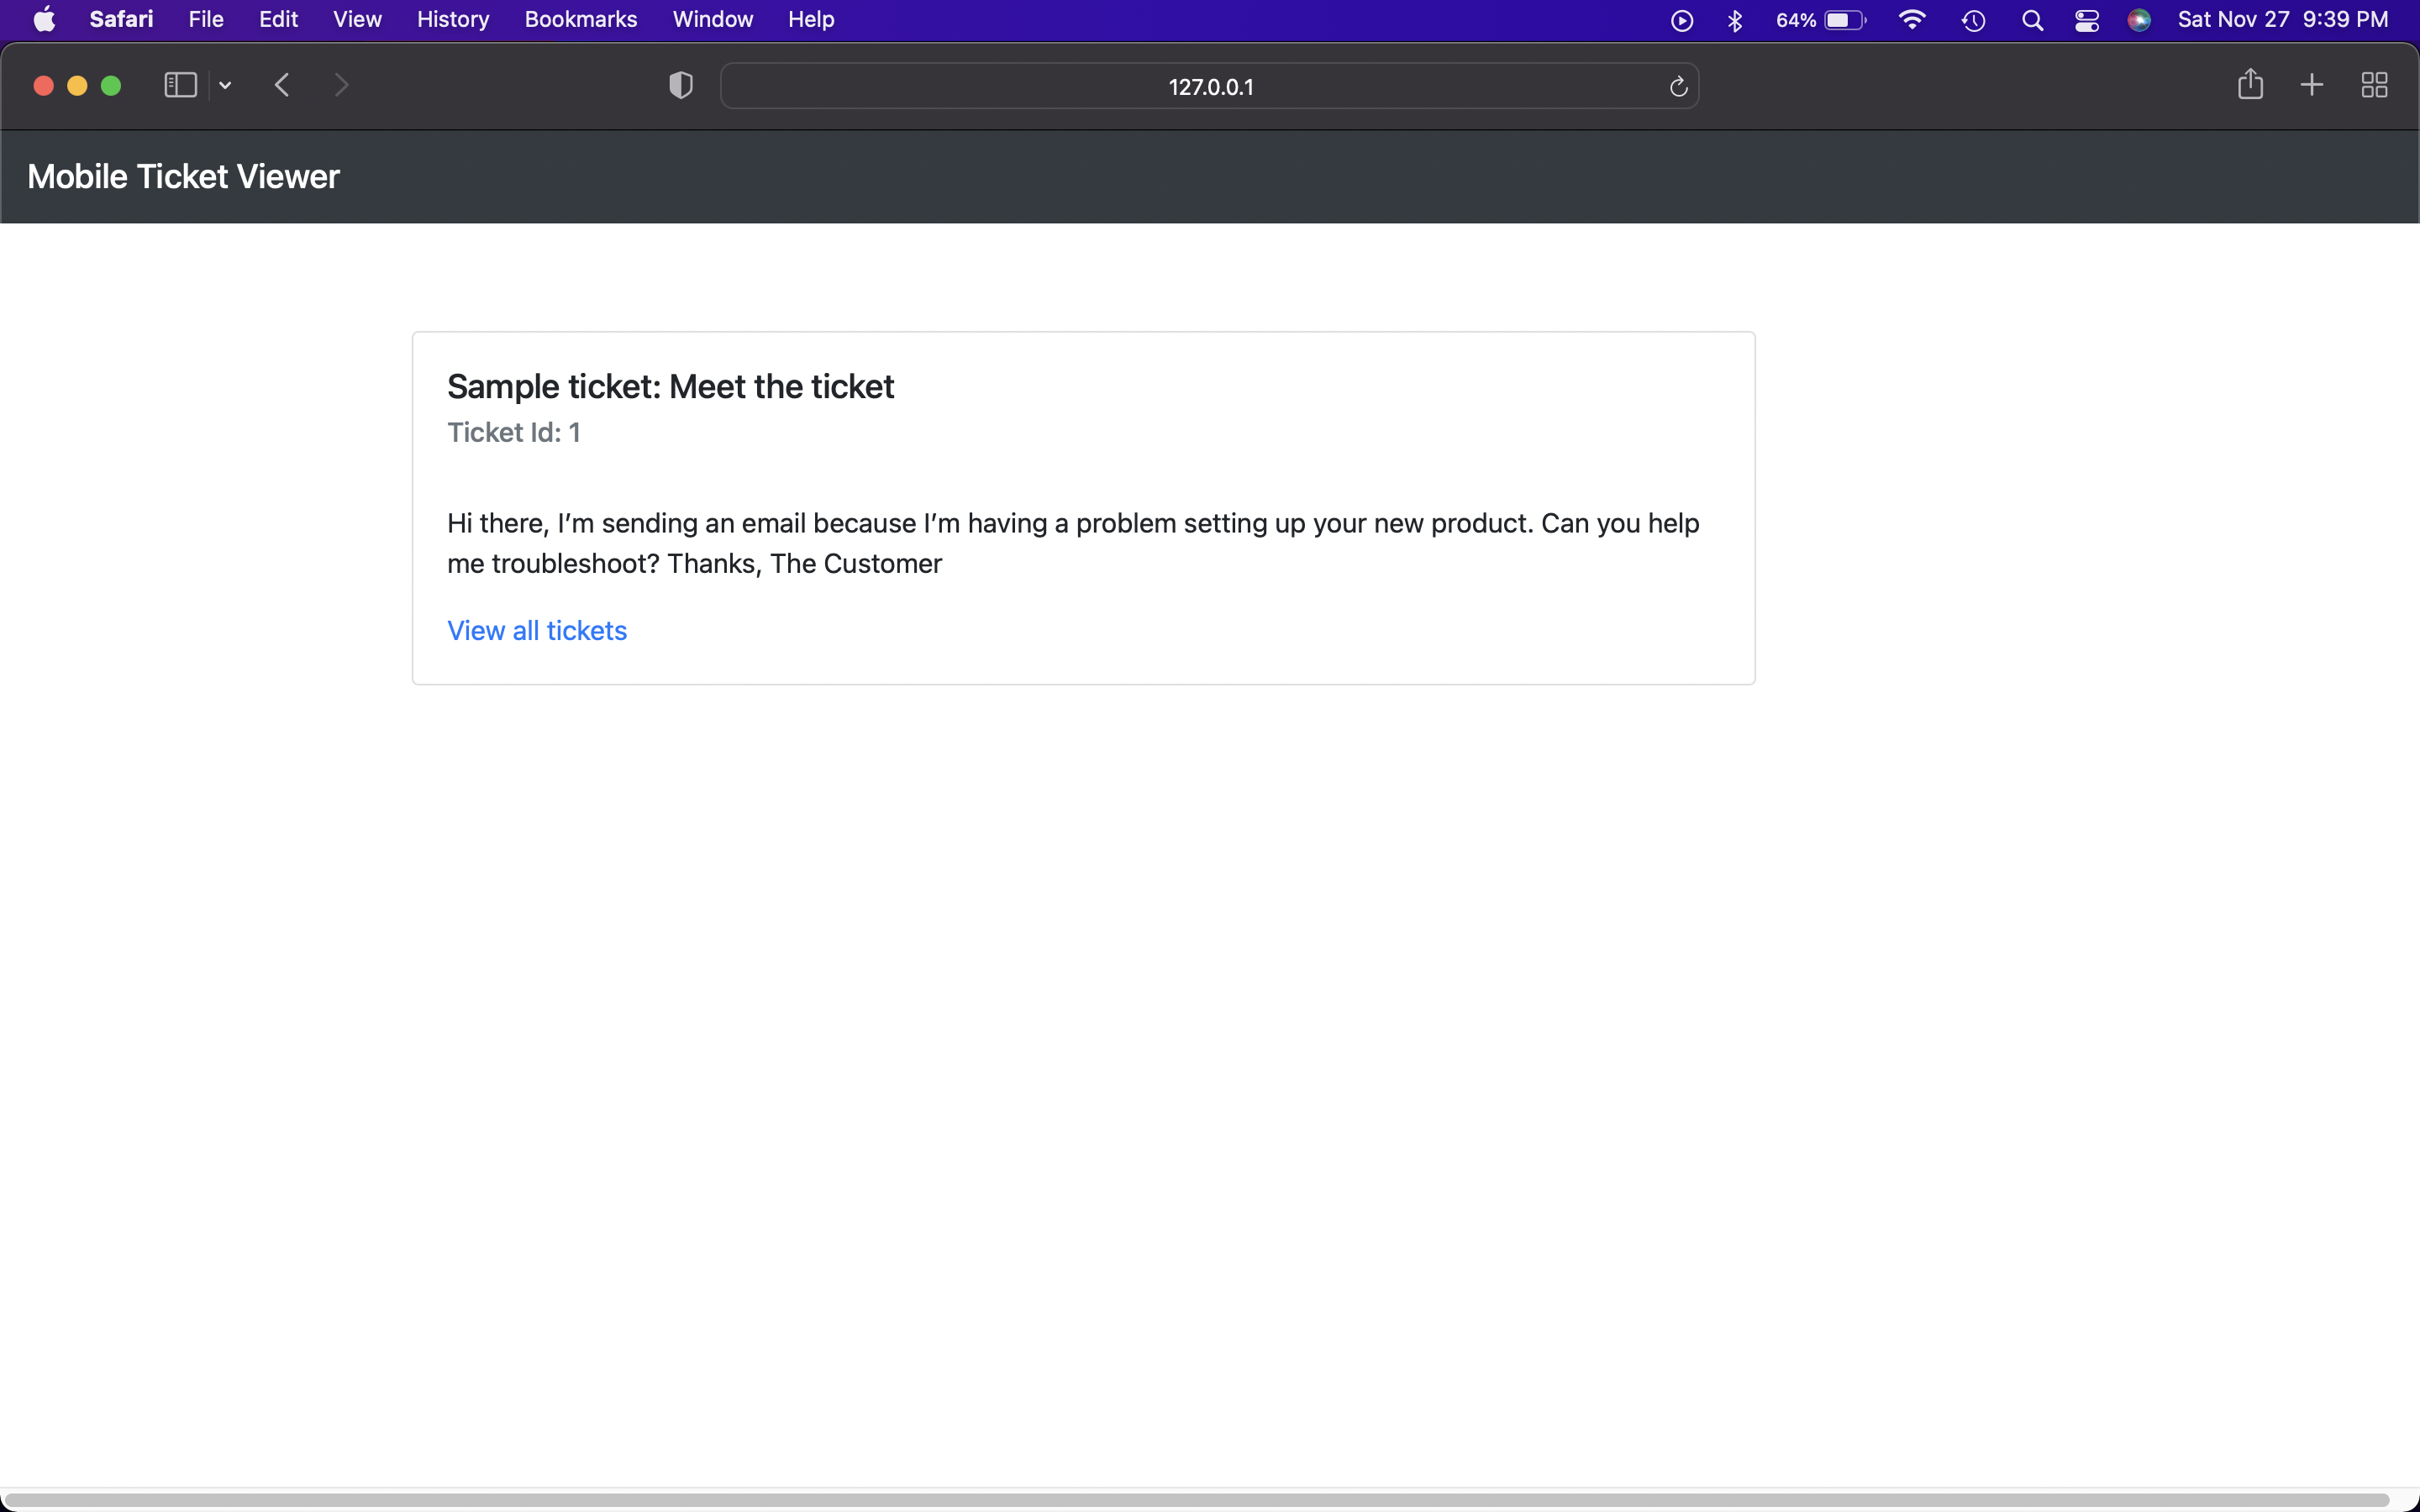 Safari File Edit View History Bookmarks Window Help 64% Sat Nov 27 9:39 PM
127.0.0.1
Mobile Ticket Viewer
Sample ticket: Meet the ticket
Ticket Id: 1
Hi there, I’m sending an email because I’m having a problem setting up your new product. Can you help
me troubleshoot? Thanks, The Customer
View all tickets